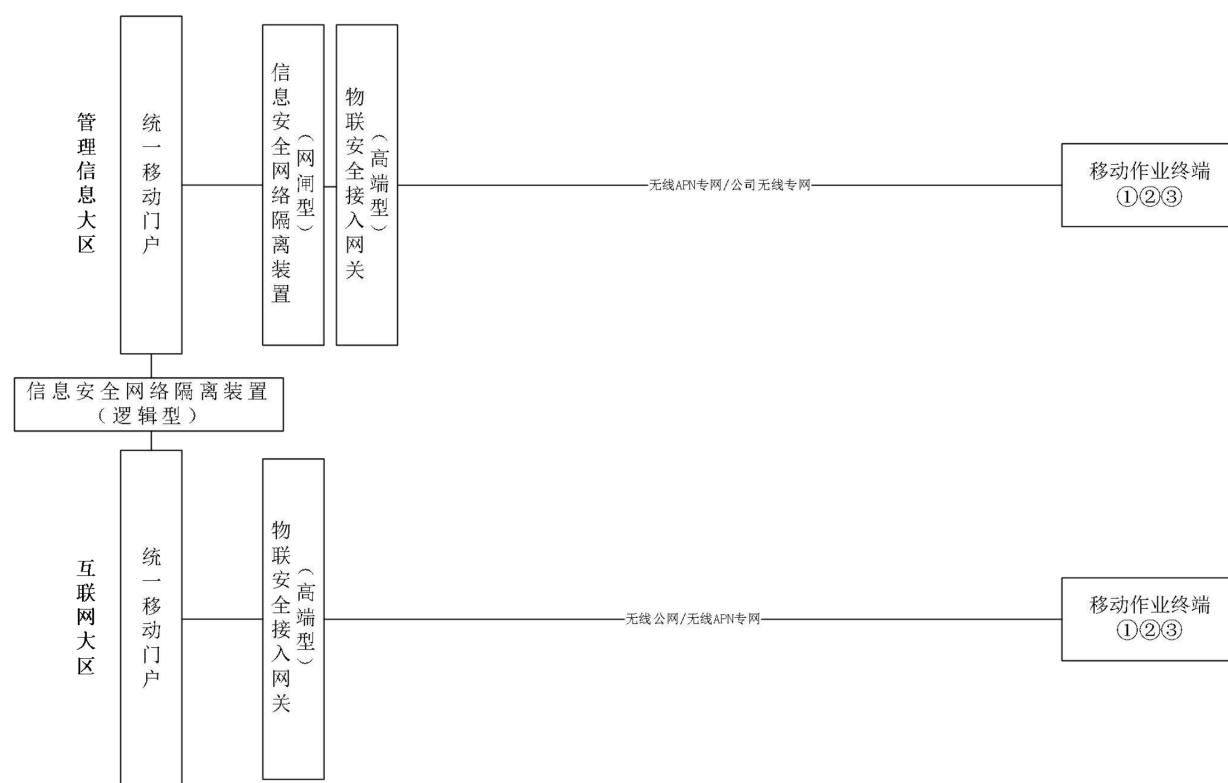 管理信息大区
统一移动门户
信息安全网络隔离装置
（网闸型）
物联安全接入网关
（高端型）
无线APN专网/公司无线专网
移动作业终端
①②③
信息安全网络隔离装置
（逻辑型）
互联网大区
统一移动门户
物联安全接入网关
（高端型）
无线公网/无线APN专网
移动作业终端
①②③